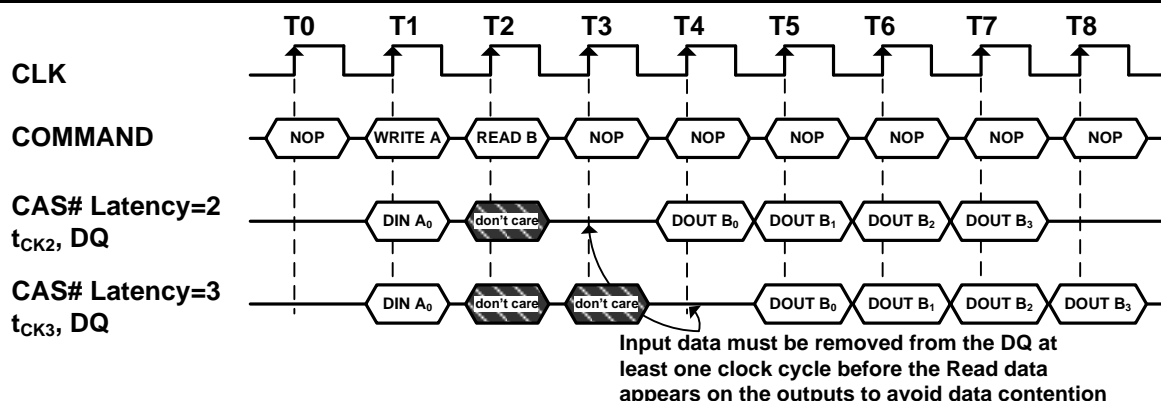 T0 T1 T2 T3 T4 T5 T6 T7 T8
CLK
COMMAND NOP WRITE A READ B NOP NOP NOP NOP NOP NOP
CAS# Latency=2
tCK2, DQ DIN A0 don't care DOUT B0 DOUT B1 DOUT B2 DOUT B3
CAS# Latency=3
tCK3, DQ DIN A0 don't care don't care DOUT B0 DOUT B1 DOUT B2 DOUT B3
Input data must be removed from the DQ at
least one clock cycle before the Read data
appears on the outputs to avoid data contention